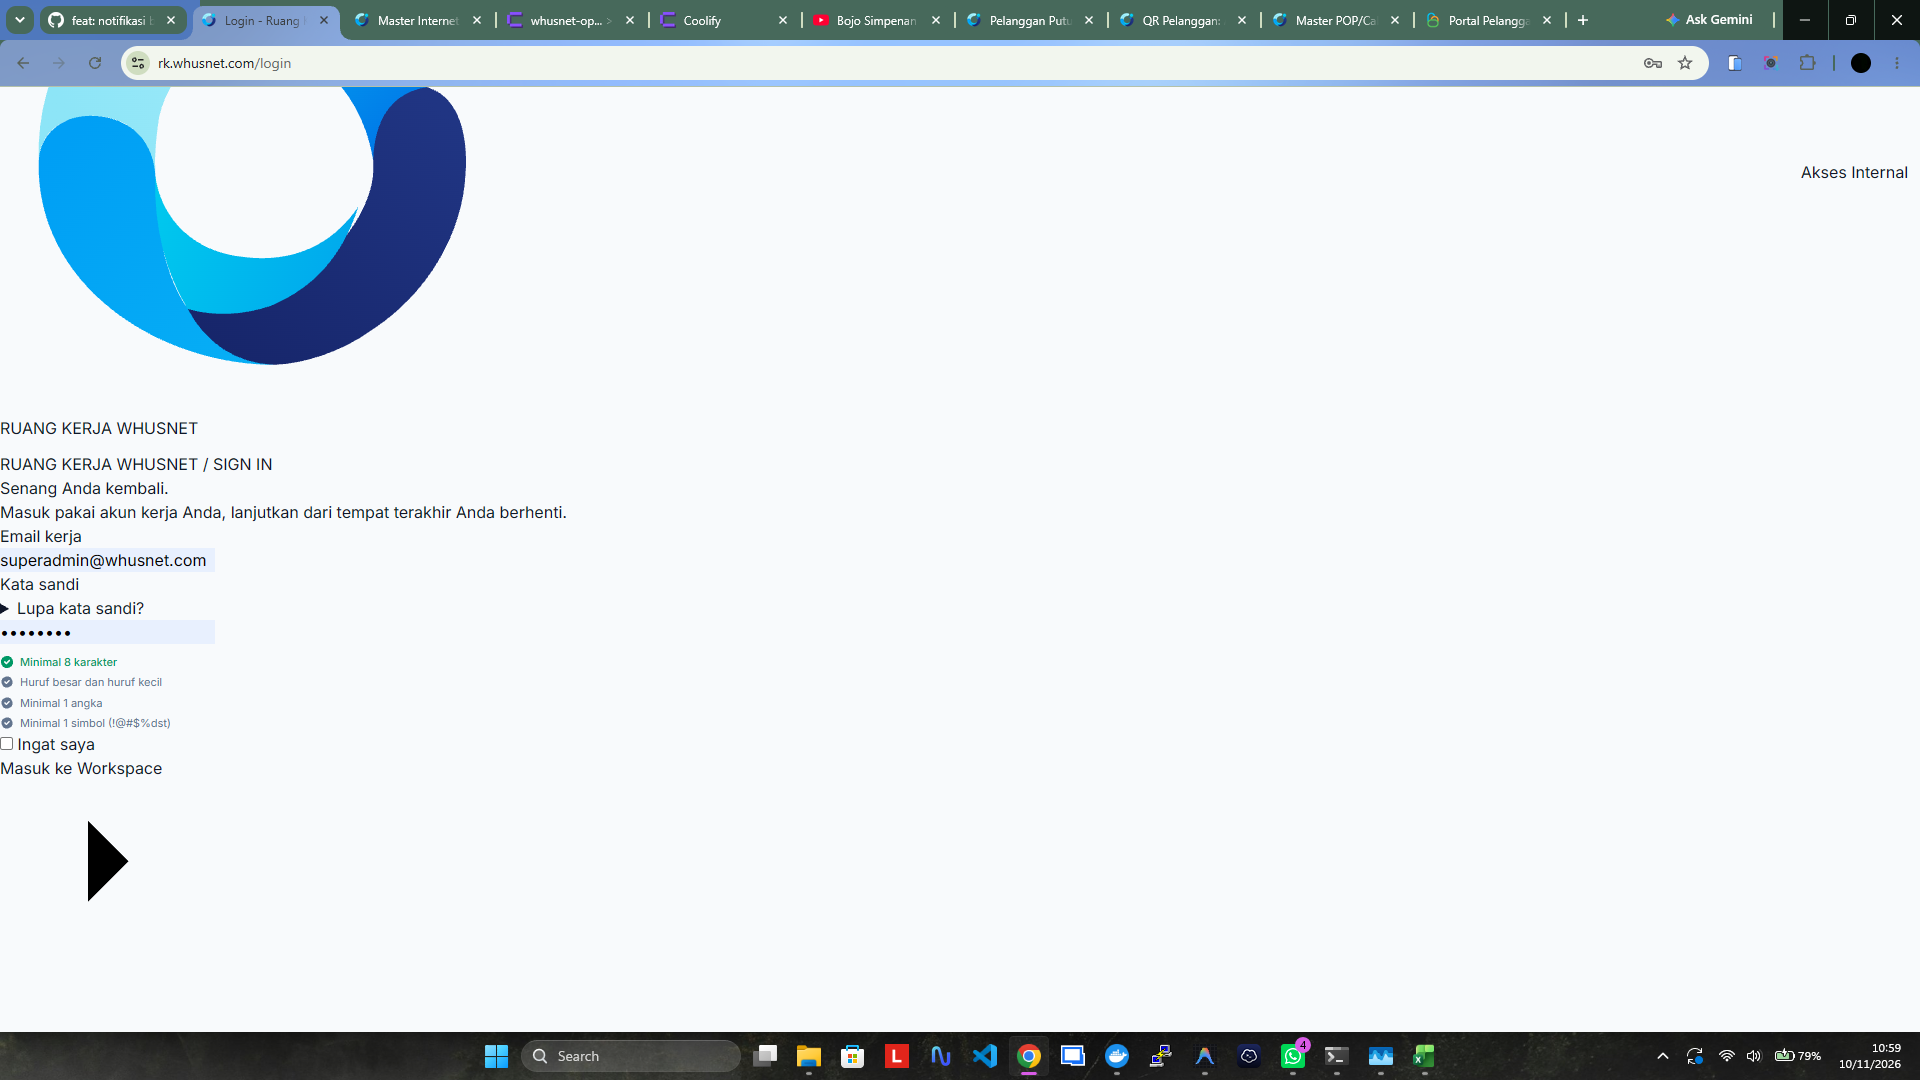 feat: notifikasi b
Login - Ruang
Master Internet
whusnet-op... >
Coolify
Bojo Simpenan
Pelanggan Putu
QR Pelanggan:
Master POP/Ca
Portal Pelangga
Ask Gemini
rk.whusnet.com/login
Akses Internal
RUANG KERJA WHUSNET
RUANG KERJA WHUSNET / SIGN IN
Senang Anda kembali.
Masuk pakai akun kerja Anda, lanjutkan dari tempat terakhir Anda berhenti.
Email kerja
superadmin@whusnet.com
Kata sandi
Lupa kata sandi?
••••••••
Minimal 8 karakter
Huruf besar dan huruf kecil
Minimal 1 angka
Minimal 1 simbol (!@#$%dst)
Ingat saya
Masuk ke Workspace
Search
L
4
79%
10:59
10/11/2026